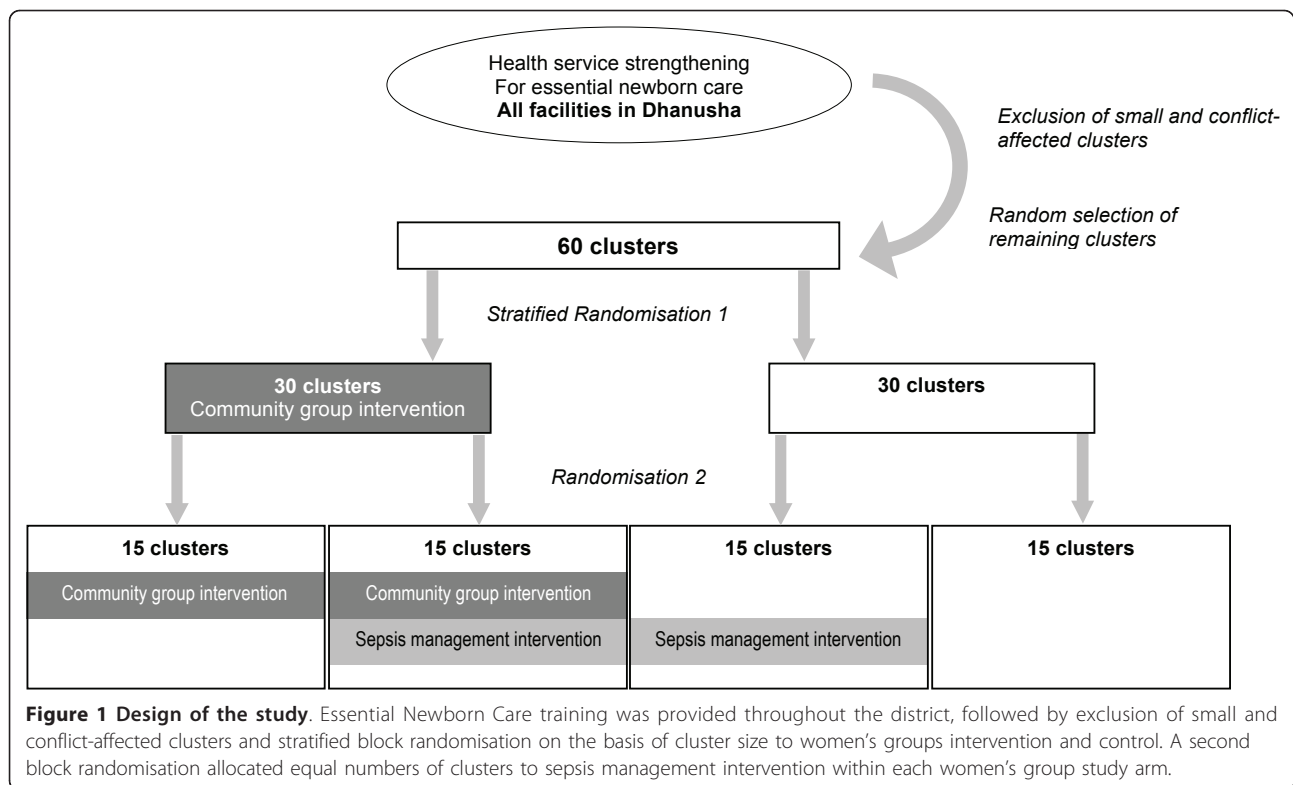 Health service strengthening
For essential newborn care
All facilities in Dhanusha
Exclusion of small and conflict-
affected clusters
Random selection of
remaining clusters
60 clusters
Stratified Randomisation 1
30 clusters
Community group intervention
30 clusters
Randomisation 2
15 clusters
Community group intervention
15 clusters
Community group intervention
Sepsis management intervention
15 clusters
Sepsis management intervention
15 clusters
Figure 1 Design of the study. Essential Newborn Care training was provided throughout the district, followed by exclusion of small and
conflict-affected clusters and stratified block randomisation on the basis of cluster size to women's groups intervention and control. A second
block randomisation allocated equal numbers of clusters to sepsis management intervention within each women's group study arm.